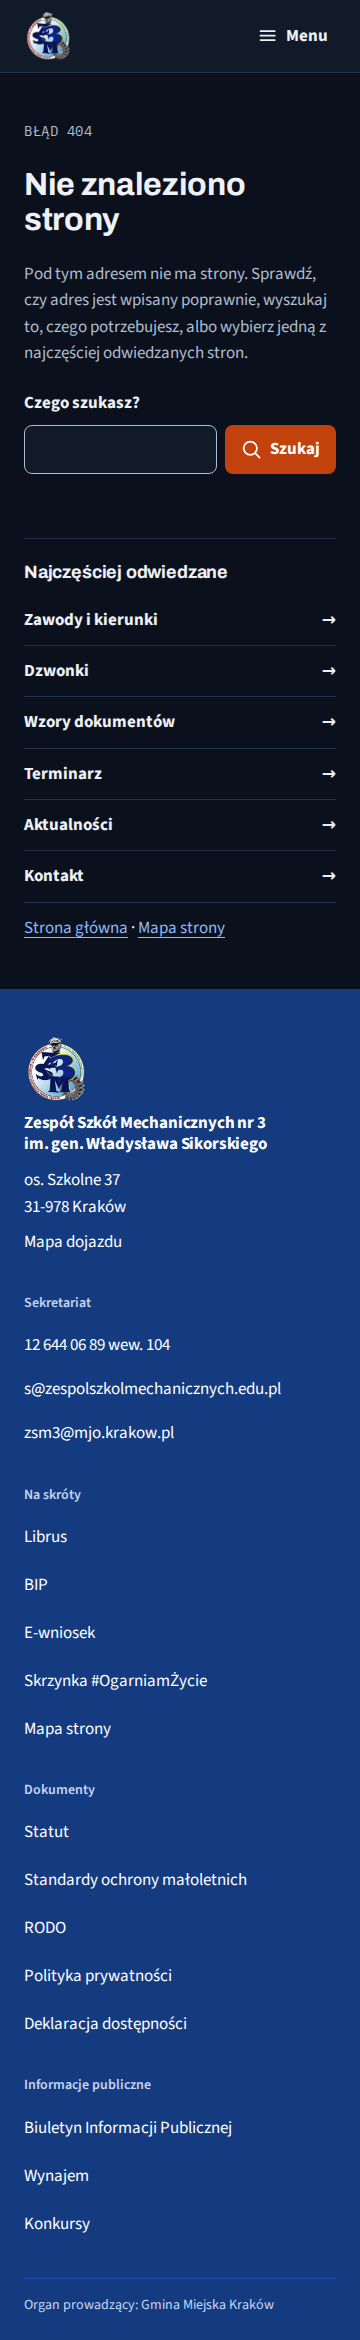 Menu
BŁĄD 404
Nie znaleziono
strony
Pod tym adresem nie ma strony. Sprawdź,
czy adres jest wpisany poprawnie, wyszukaj
to, czego potrzebujesz, albo wybierz jedną z
najczęściej odwiedzanych stron.
Czego szukasz?
Szukaj
Najczęściej odwiedzane
Zawody i kierunki →
Dzwonki →
Wzory dokumentów →
Terminarz →
Aktualności →
Kontakt →
Strona główna · Mapa strony
Zespół Szkół Mechanicznych nr 3
im. gen. Władysława Sikorskiego
os. Szkolne 37
31-978 Kraków
Mapa dojazdu
Sekretariat
12 644 06 89 wew. 104
s@zespolszkolmechanicznych.edu.pl
zsm3@mjo.krakow.pl
Na skróty
Librus
BIP
E-wniosek
Skrzynka #OgarniamŻycie
Mapa strony
Dokumenty
Statut
Standardy ochrony małoletnich
RODO
Polityka prywatności
Deklaracja dostępności
Informacje publiczne
Biuletyn Informacji Publicznej
Wynajem
Konkursy
Organ prowadzący: Gmina Miejska Kraków